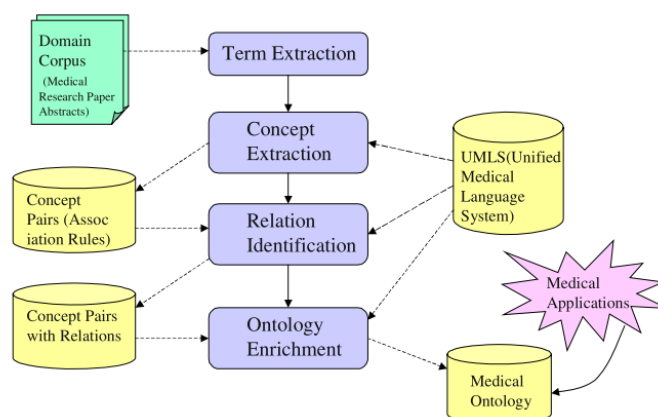 Domain
Corpus
(Medical
Research Paper
Abstracts)
Term Extraction
Concept
Extraction
UMLS(Unified
Medical
Language
System)
Concept
Pairs (Assoc
iation Rules)
Relation
Identification
Medical
Applications
Concept Pairs
with Relations
Ontology
Enrichment
Medical
Ontology